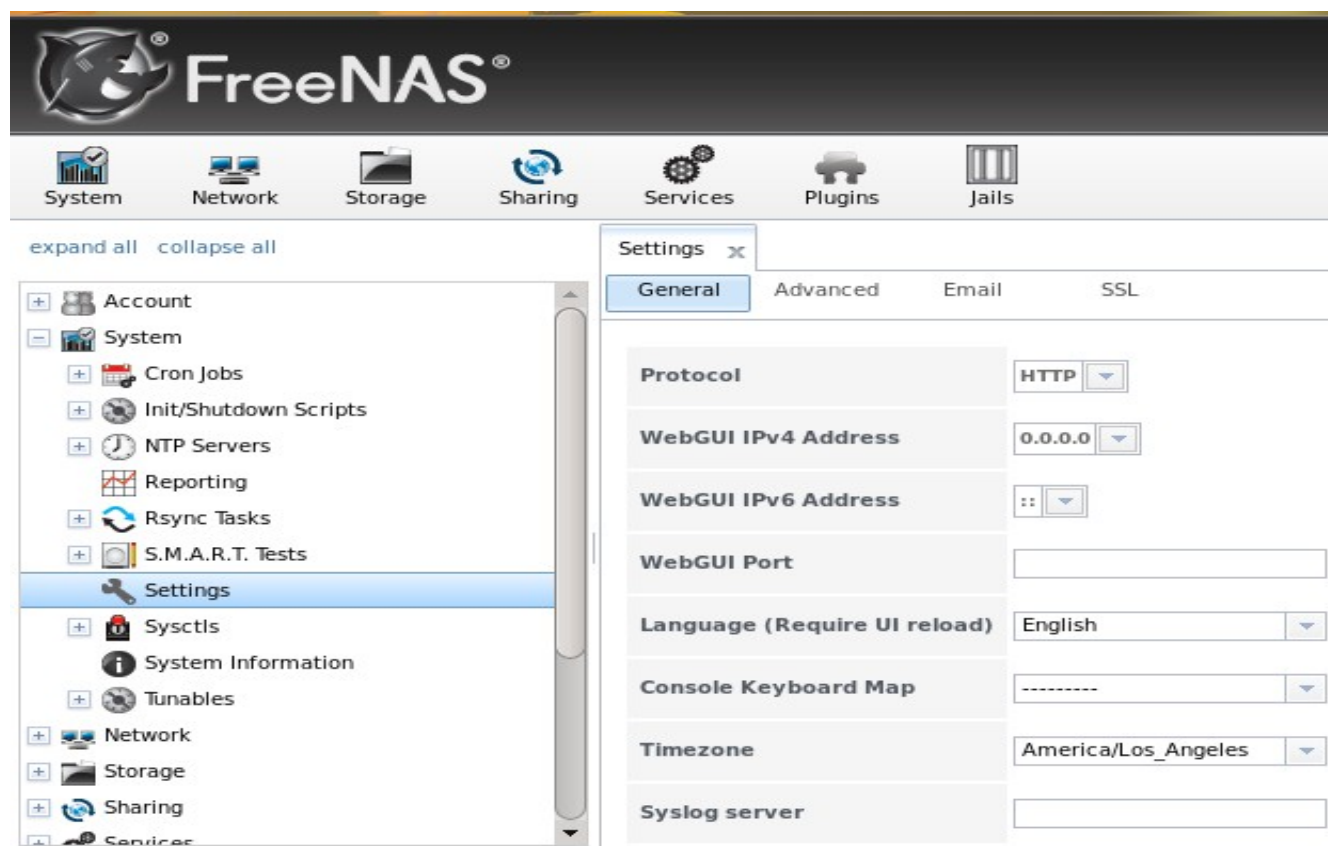 FreeNAS®
System Network Storage Sharing Services Plugins Jails
expand all collapse all
Account
System
Cron Jobs
Init/Shutdown Scripts
NTP Servers
Reporting
Rsync Tasks
S.M.A.R.T. Tests
Settings
Sysctls
System Information
Tunables
Network
Storage
Sharing
Services
Settings x
General Advanced Email SSL
Protocol HTTP
WebGUI IPv4 Address 0.0.0.0
WebGUI IPv6 Address ::
WebGUI Port
Language (Require UI reload) English
Console Keyboard Map ---------
Timezone America/Los_Angeles
Syslog server